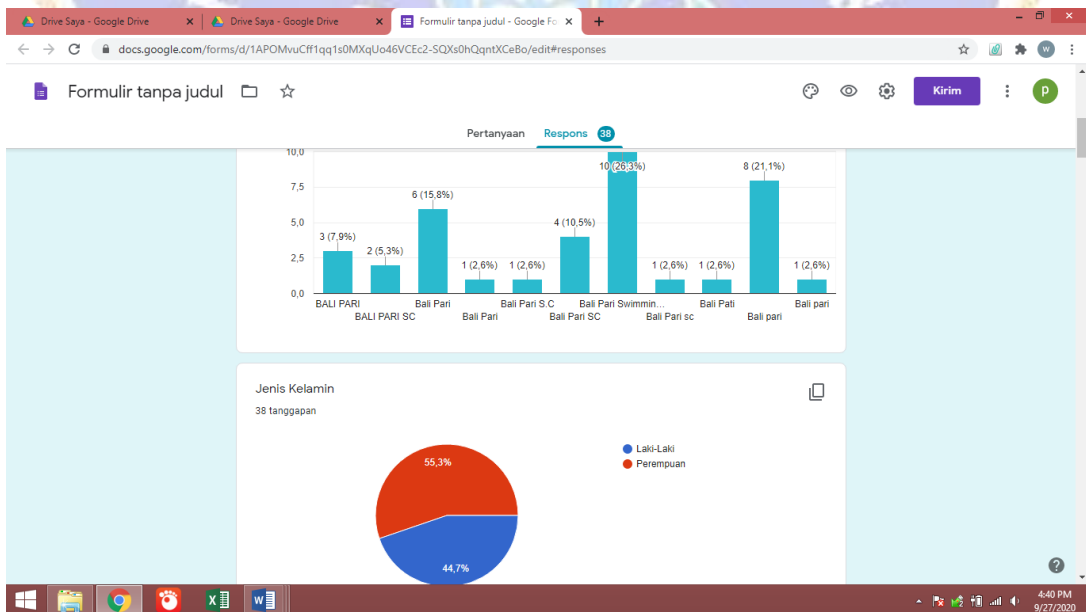 Drive Saya - Google Drive
Drive Saya - Google Drive
Formulir tanpa judul - Google Fo
docs.google.com/forms/d/1APOMvuCff1qq1s0MXqUo46VCEc2-SQXs0hQqntXCeBo/edit#responses
W
Formulir tanpa judul
Kirim
p
Pertanyaan Respons 38
10,0
7,5
5,0
2,5
0,0
3 (7,9%)
2 (5,3%)
6 (15,8%)
1 (2,6%)
1 (2,6%)
4 (10,5%)
10 (26,3%)
1 (2,6%)
1 (2,6%)
8 (21,1%)
1 (2,6%)
BALI PARI
BALI PARI SC
Bali Pari
Bali Pari
Bali Pari S.C
Bali Pari SC
Bali Pari Swimmin...
Bali Pari sc
Bali Pati
Bali pari
Bali pari
Jenis Kelamin
38 tanggapan
55,3%
44,7%
Laki-Laki
Perempuan
4:40 PM
9/27/2020